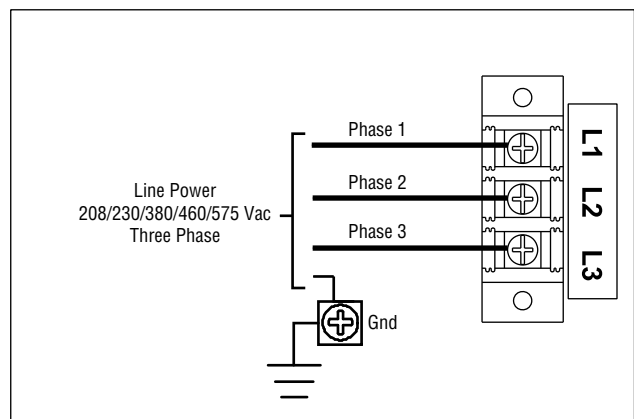 Phase 1
L1
Phase 2
L2
Line Power
208/230/380/460/575 Vac
Three Phase
Phase 3
L3
Gnd